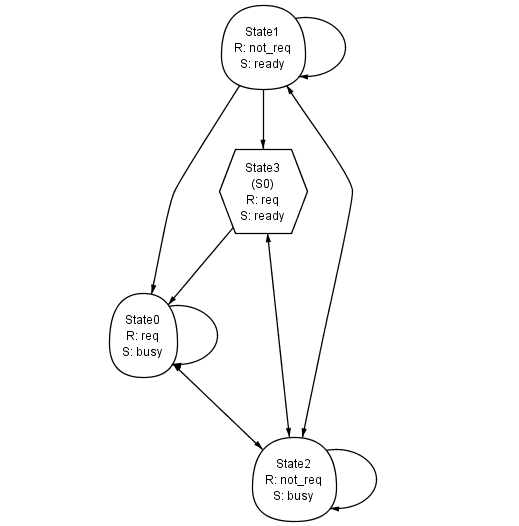 State1
R: not_req
S: ready
State3
(S0)
R: req
S: ready
State0
R: req
S: busy
State2
R: not_req
S: busy